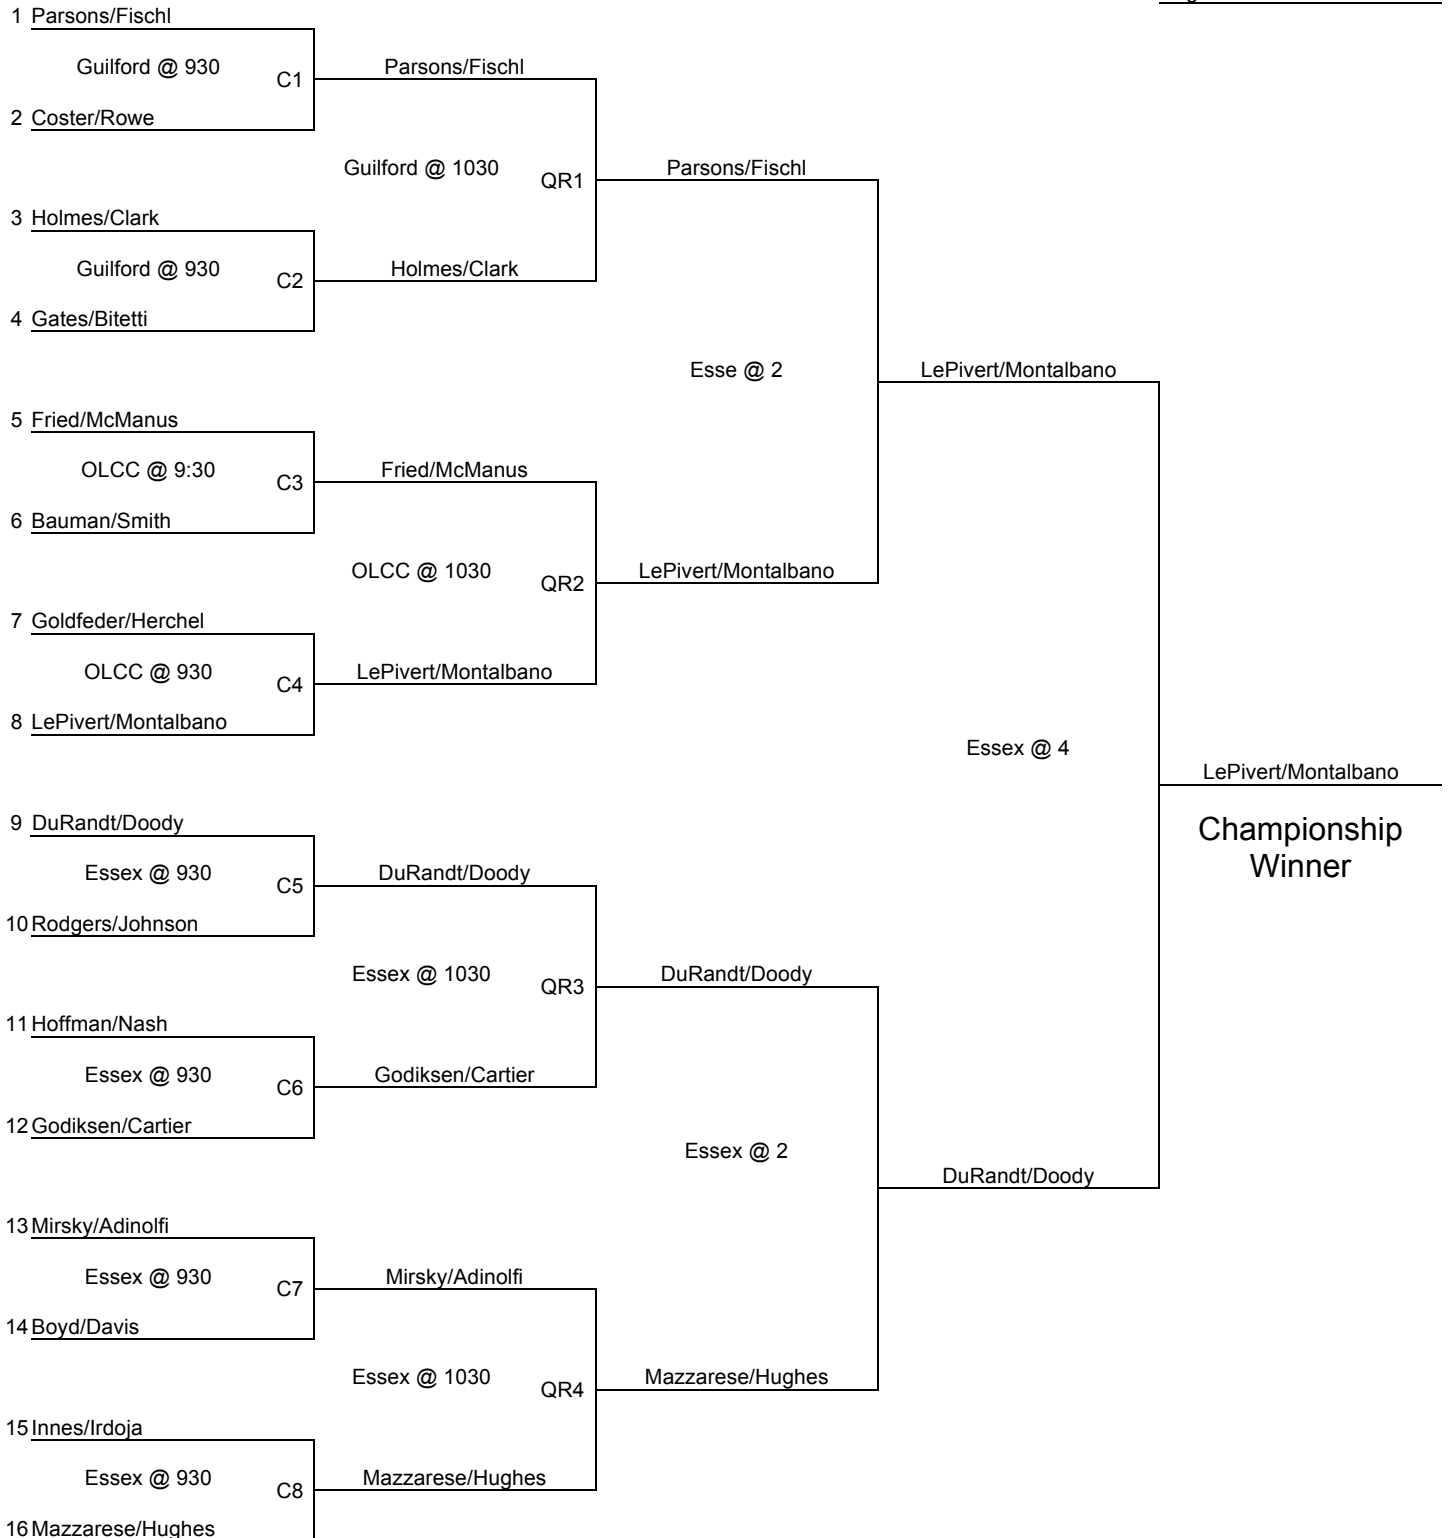 1 Parsons/Fischl
Guilford @ 930
C1
Parsons/Fischl
2 Coster/Rowe
Guilford @ 1030
QR1
Parsons/Fischl
3 Holmes/Clark
Guilford @ 930
C2
Holmes/Clark
4 Gates/Bitetti
Esse @ 2
LePivert/Montalbano
5 Fried/McManus
OLCC @ 9:30
C3
Fried/McManus
6 Bauman/Smith
OLCC @ 1030
QR2
LePivert/Montalbano
7 Goldfeder/Herchel
OLCC @ 930
C4
LePivert/Montalbano
8 LePivert/Montalbano
Essex @ 4
LePivert/Montalbano
Championship
Winner
9 DuRandt/Doody
Essex @ 930
C5
DuRandt/Doody
10 Rodgers/Johnson
Essex @ 1030
QR3
DuRandt/Doody
11 Hoffman/Nash
Essex @ 930
C6
Godiksen/Cartier
12 Godiksen/Cartier
Essex @ 2
DuRandt/Doody
13 Mirsky/Adinolfi
Essex @ 930
C7
Mirsky/Adinolfi
14 Boyd/Davis
Essex @ 1030
QR4
Mazzarese/Hughes
15 Innes/Irdoja
Essex @ 930
C8
Mazzarese/Hughes
16 Mazzarese/Hughes